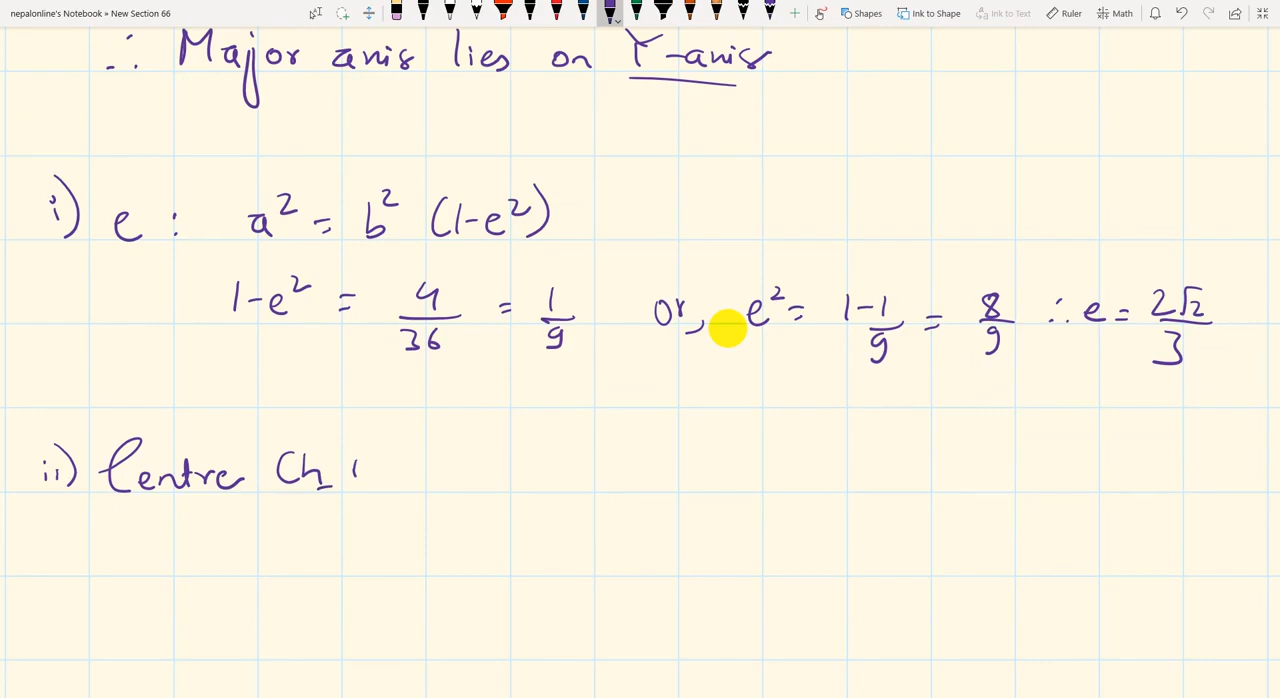 nepalonline's Notebook » New Section 66
Shapes Ink to Shape Ink to Text Ruler Math
∴ Major axis lies on Y-axis
i) e : a² = b² (1-e²)
1-e² = 4/36 = 1/9 or, e² = 1-1/9 = 8/9 ∴ e = 2√2/3
ii) Centre (h,